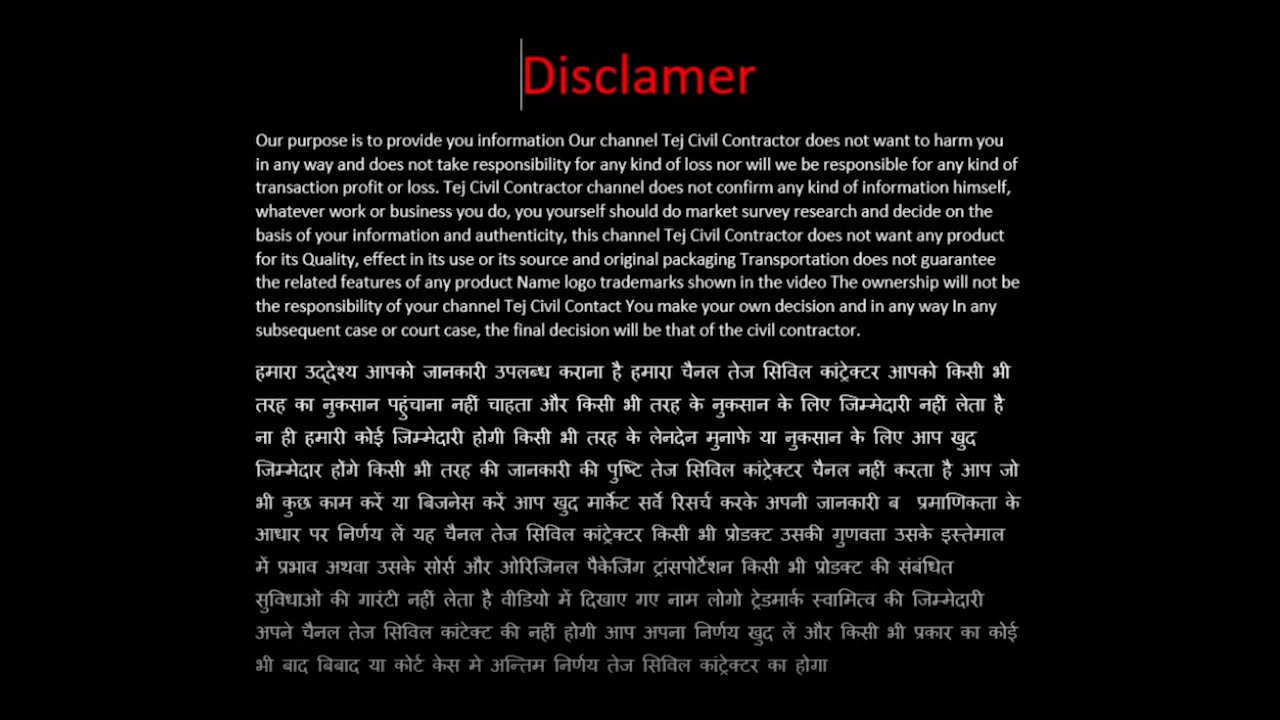 Disclamer
Our purpose is to provide you information Our channel Tej Civil Contractor does not want to harm you
in any way and does not take responsibility for any kind of loss nor will we be responsible for any kind of
transaction profit or loss. Tej Civil Contractor channel does not confirm any kind of information himself,
whatever work or business you do, you yourself should do market survey research and decide on the
basis of your information and authenticity, this channel Tej Civil Contractor does not want any product
for its Quality, effect in its use or its source and original packaging Transportation does not guarantee
the related features of any product Name logo trademarks shown in the video The ownership will not be
the responsibility of your channel Tej Civil Contact You make your own decision and in any way In any
subsequent case or court case, the final decision will be that of the civil contractor.
हमारा उद्देश्य आपको जानकारी उपलब्ध कराना है हमारा चैनल तेज सिविल कांट्रेक्टर आपको किसी भी
तरह का नुकसान पहुंचाना नहीं चाहता और किसी भी तरह के नुकसान के लिए जिम्मेदारी नहीं लेता है
ना ही हमारी कोई जिम्मेदारी होगी किसी भी तरह के लेनदेन मुनाफे या नुकसान के लिए आप खुद
जिम्मेदार होंगे किसी भी तरह की जानकारी की पुष्टि तेज सिविल कांट्रेक्टर चैनल नहीं करता है आप जो
भी कुछ काम करें या बिजनेस करें आप खुद मार्केट सर्वे रिसर्च करके अपनी जानकारी ब प्रमाणिकता के
आधार पर निर्णय लें यह चैनल तेज सिविल कांट्रेक्टर किसी भी प्रोडक्ट उसकी गुणवत्ता उसके इस्तेमाल
में प्रभाव अथवा उसके सोर्स और ओरिजिनल पैकेजिंग ट्रांसपोर्टेशन किसी भी प्रोडक्ट की संबंधित
सुविधाओं की गारंटी नहीं लेता है वीडियो में दिखाए गए नाम लोगो ट्रेडमार्क स्वामित्व की जिम्मेदारी
अपने चैनल तेज सिविल कांटेक्ट की नहीं होगी आप अपना निर्णय खुद लें और किसी भी प्रकार का कोई
भी बाद बिबाद या कोर्ट केस मे अन्तिम निर्णय तेज सिविल कांट्रेक्टर का होगा